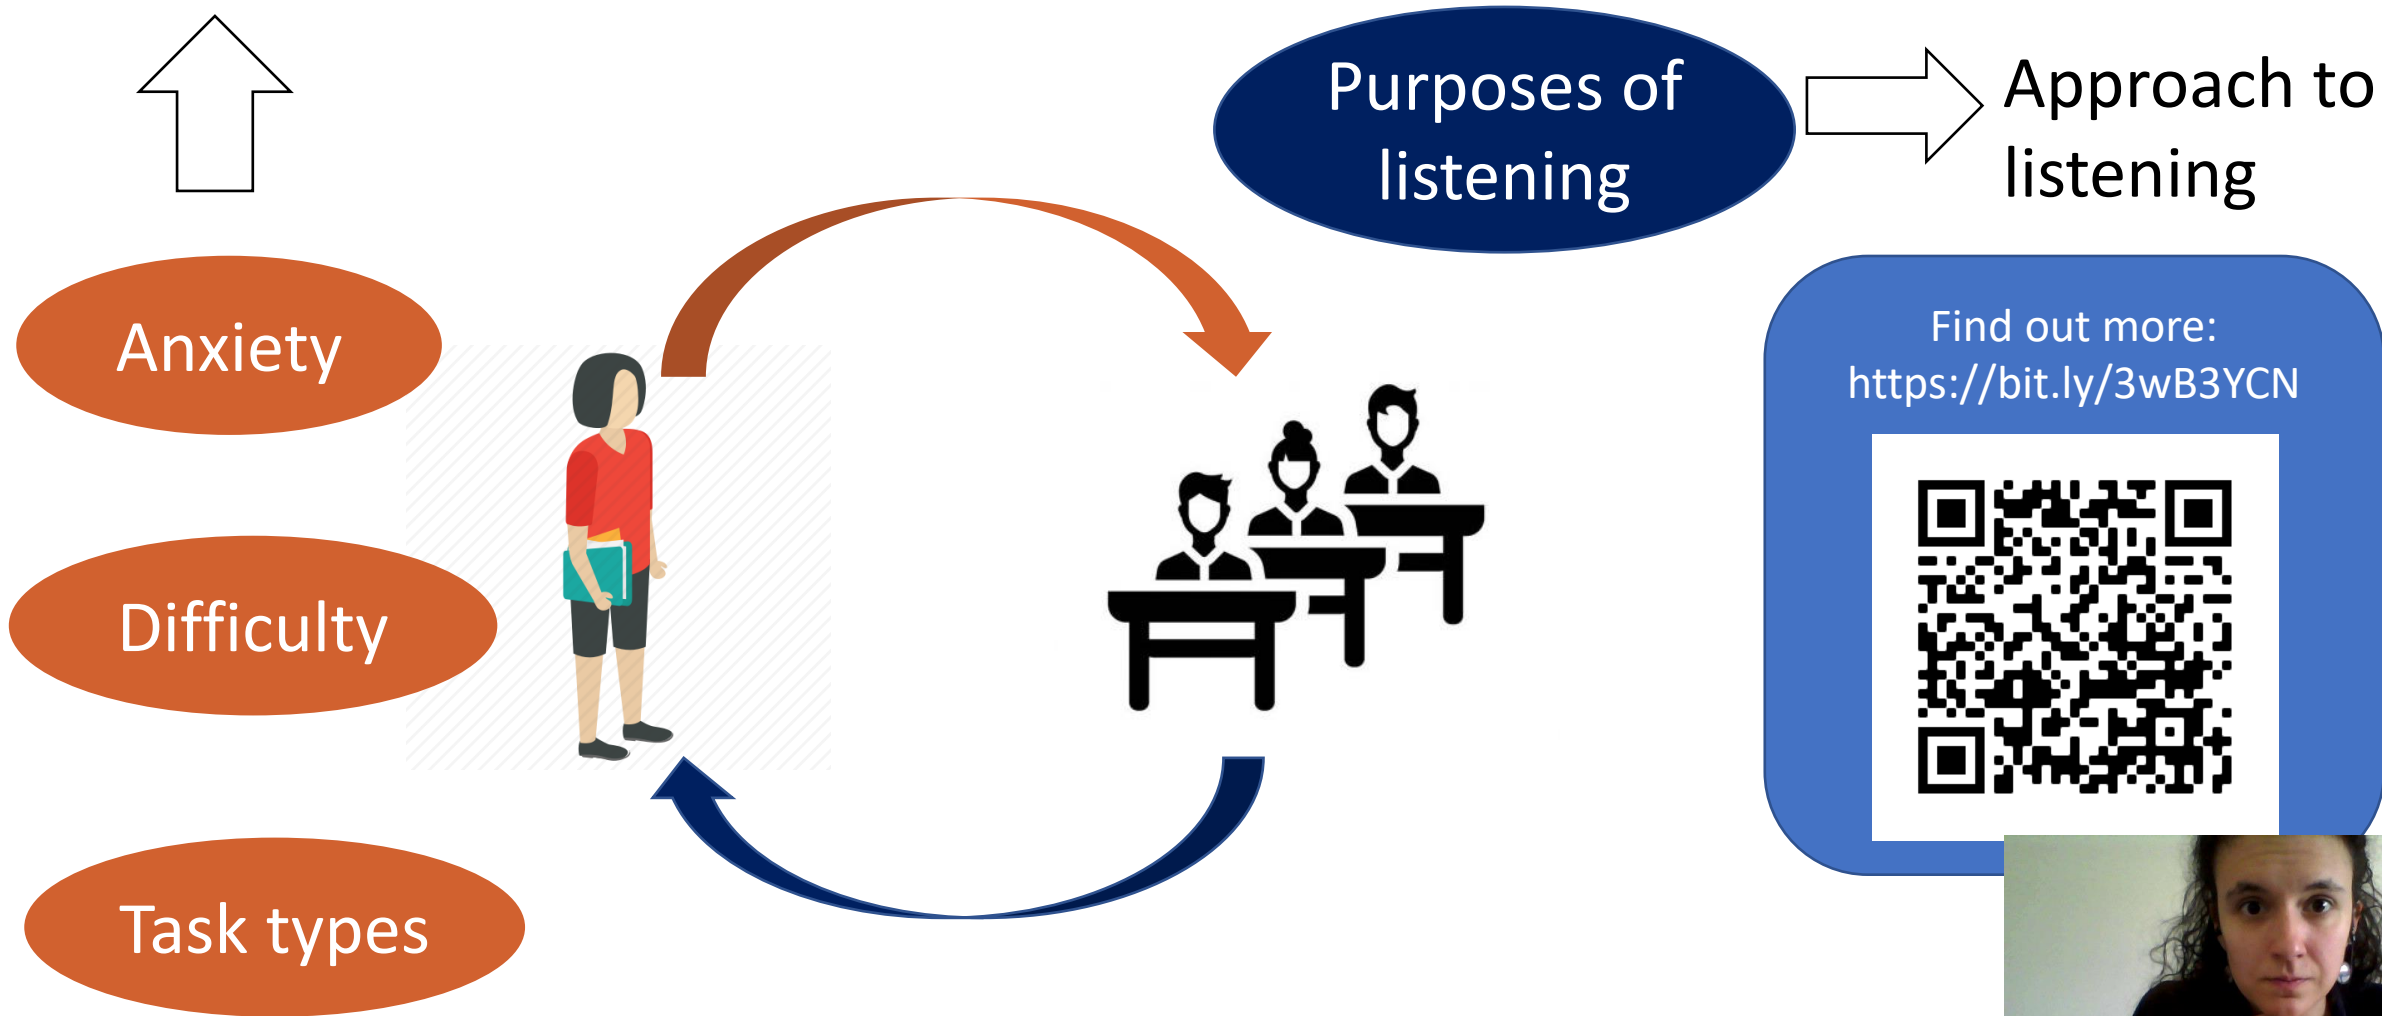 Purposes of
listening
Approach to
listening
Anxiety
Difficulty
Task types
Find out more:
https://bit.ly/3wB3YCN